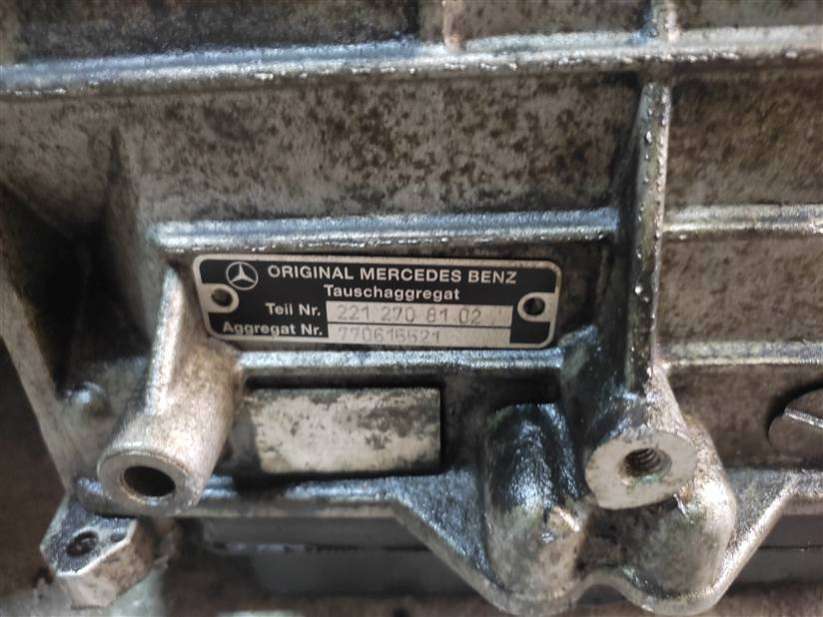 ORIGINAL MERCEDES BENZ
Tauschaggregat
Teil Nr. 221 270 81 02
Aggregat Nr. 770616521